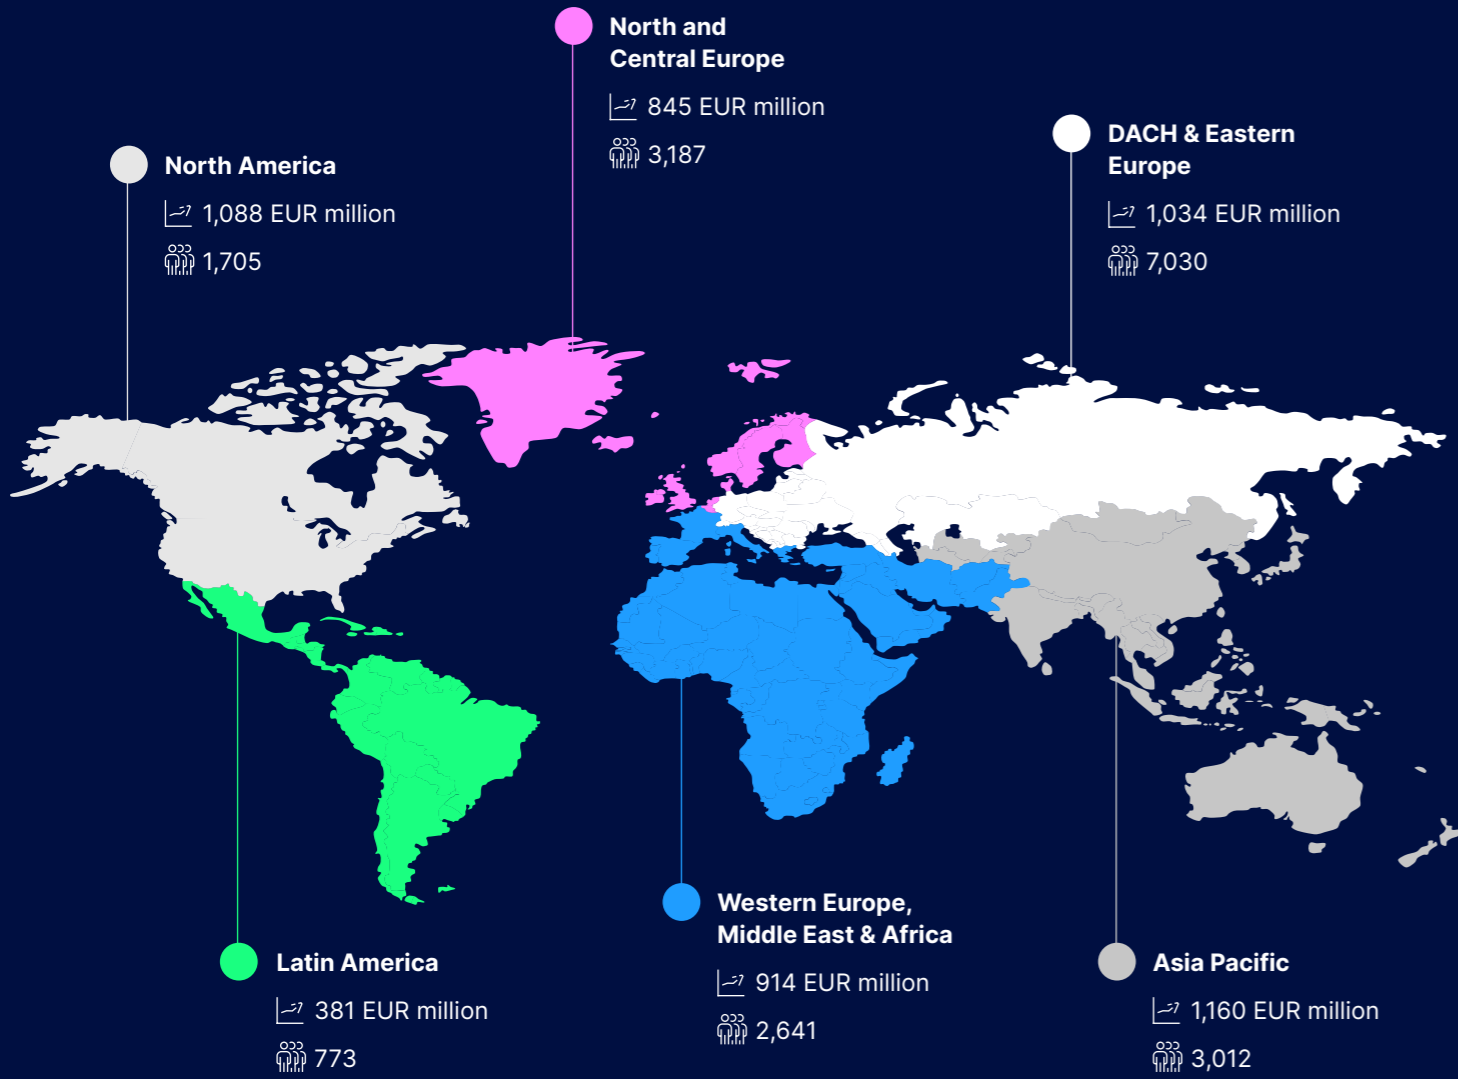 North and
Central Europe
845 EUR million
3,187
DACH & Eastern
Europe
1,034 EUR million
7,030
North America
1,088 EUR million
1,705
Western Europe,
Middle East & Africa
914 EUR million
2,641
Latin America
381 EUR million
773
Asia Pacific
1,160 EUR million
3,012